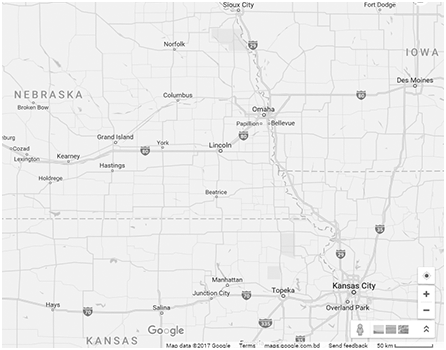 Sioux City
Fort Dodge
Norfolk
29
IOWA
Des Moines
NEBRASKA
Columbus
80
Broken Bow
Omaha
Papillion Bellevue
Grand Island
80
Cozad
York
Lincoln
Lexington
Kearney
80
Hastings
Holdrege
Beatrice
35
29
Manhattan
Kansas City
Junction City
70
Topeka
Hays
70
Salina
Overland Park
335
KANSAS
Google
Map data ©2017 Google Terms maps.google.com.bd Send feedback 50 km